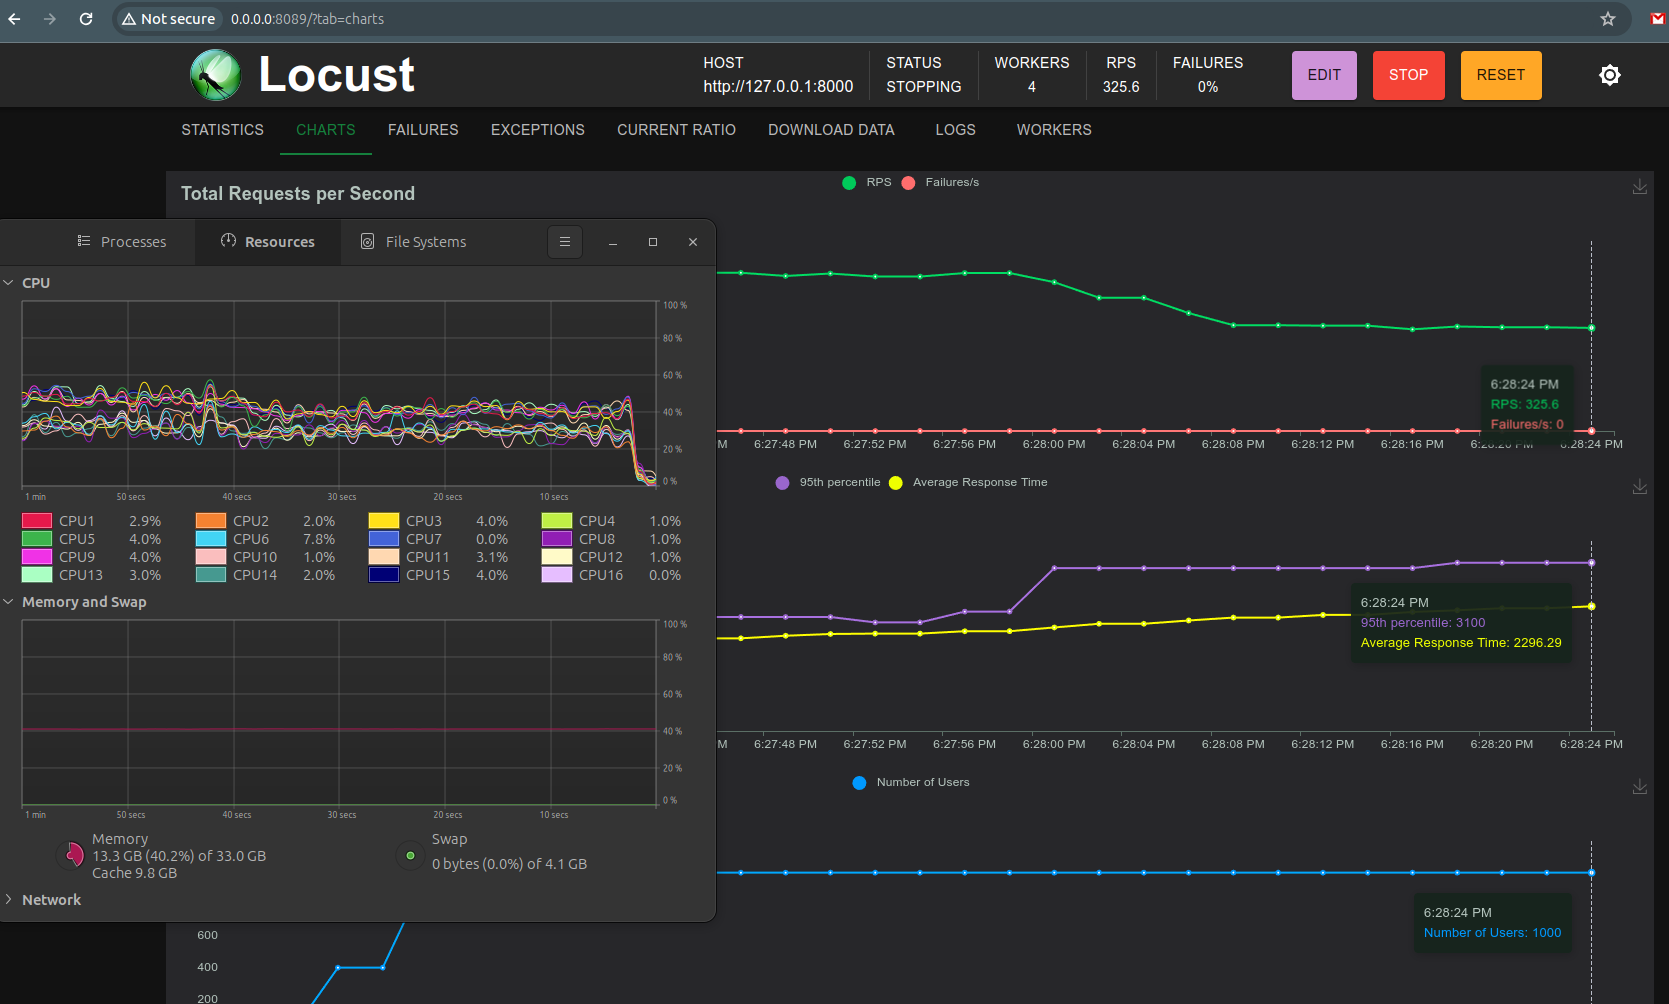 Not secure 0.0.0.0:8089/?tab=charts
Locust
HOST
http://127.0.0.1:8000
STATUS
STOPPING
WORKERS
4
RPS
325.6
FAILURES
0%
EDIT
STOP
RESET
STATISTICS CHARTS FAILURES EXCEPTIONS CURRENT RATIO DOWNLOAD DATA LOGS WORKERS
Total Requests per Second
RPS Failures/s
6:28:24 PM
RPS: 325.6
Failures/s: 0
M 6:27:48 PM 6:27:52 PM 6:27:56 PM 6:28:00 PM 6:28:04 PM 6:28:08 PM 6:28:12 PM 6:28:16 PM 6:28:20 PM 6:28:24 PM
95th percentile Average Response Time
6:28:24 PM
95th percentile: 3100
Average Response Time: 2296.29
M 6:27:48 PM 6:27:52 PM 6:27:56 PM 6:28:00 PM 6:28:04 PM 6:28:08 PM 6:28:12 PM 6:28:16 PM 6:28:20 PM 6:28:24 PM
Number of Users
6:28:24 PM
Number of Users: 1000
600
400
200
Processes Resources File Systems
CPU
100 %
80 %
60 %
40 %
20 %
0 %
1 min 50 secs 40 secs 30 secs 20 secs 10 secs
CPU1 2.9% CPU2 2.0% CPU3 4.0% CPU4 1.0%
CPU5 4.0% CPU6 7.8% CPU7 0.0% CPU8 1.0%
CPU9 4.0% CPU10 1.0% CPU11 3.1% CPU12 1.0%
CPU13 3.0% CPU14 2.0% CPU15 4.0% CPU16 0.0%
Memory and Swap
100 %
80 %
60 %
40 %
20 %
0 %
1 min 50 secs 40 secs 30 secs 20 secs 10 secs
Memory
13.3 GB (40.2%) of 33.0 GB
Cache 9.8 GB
Swap
0 bytes (0.0%) of 4.1 GB
Network